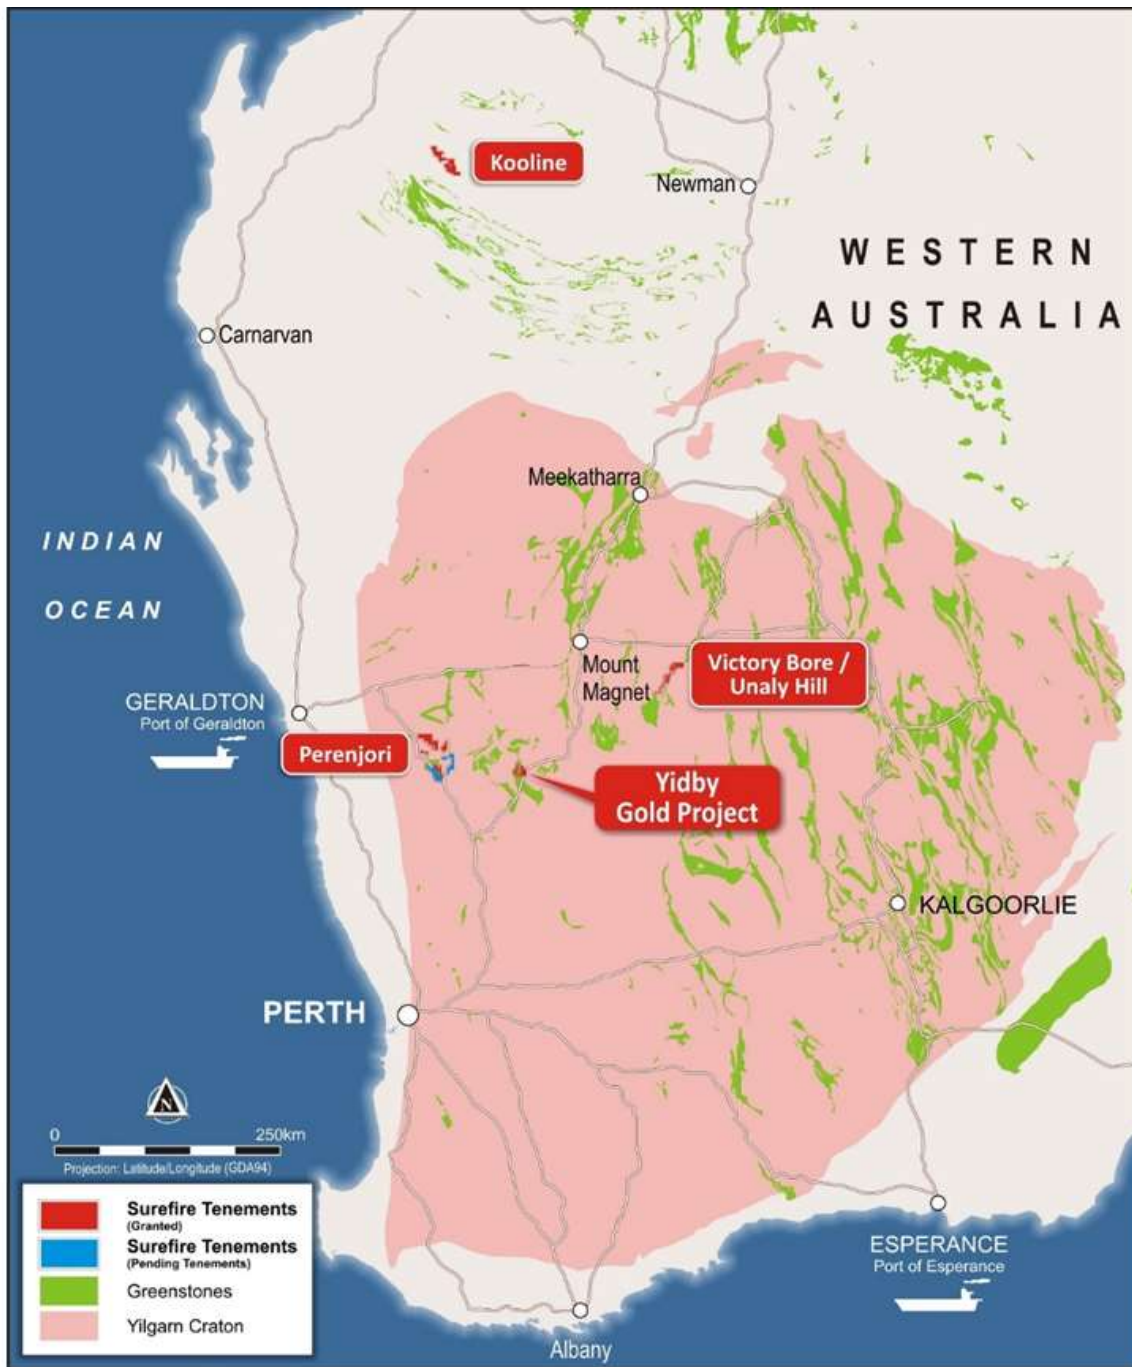 Kooline
Newman
WESTERN
AUSTRALIA
Carnarvan
Meekatharra
INDIAN
OCEAN
Mount
Magnet
Victory Bore /
Unaly Hill
GERALDTON
Port of Geraldton
Perenjori
Yidby
Gold Project
KALGOORLIE
PERTH
N
0 250km
Projection: Latitude/Longitude (GDA94)
Surefire Tenements
(Granted)
Surefire Tenements
(Pending Tenements)
Greenstones
Yilgarn Craton
ESPERANCE
Port of Esperance
Albany